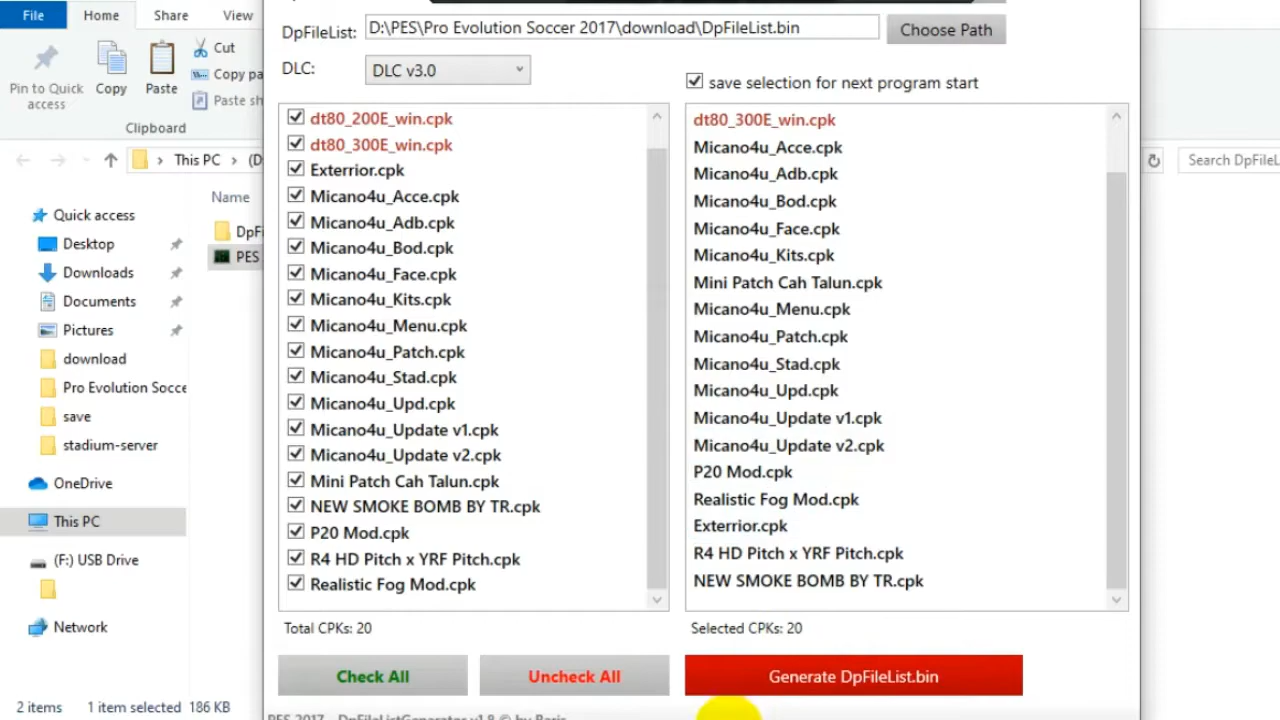 File Home Share View
Pin to Quick access
Copy
Paste
Cut
Copy pa
Paste sh
Clipboard
This PC
(D
Search DpFileL
Name
DpFi
PES
Quick access
Desktop
Downloads
Documents
Pictures
download
Pro Evolution Socce
save
stadium-server
OneDrive
This PC
(F:) USB Drive
Network
2 items 1 item selected 186 KB
DpFileList: D:\PES\Pro Evolution Soccer 2017\download\DpFileList.bin Choose Path
DLC: DLC v3.0
save selection for next program start
dt80_200E_win.cpk
dt80_300E_win.cpk
Exterrior.cpk
Micano4u_Acce.cpk
Micano4u_Adb.cpk
Micano4u_Bod.cpk
Micano4u_Face.cpk
Micano4u_Kits.cpk
Micano4u_Menu.cpk
Micano4u_Patch.cpk
Micano4u_Stad.cpk
Micano4u_Upd.cpk
Micano4u_Update v1.cpk
Micano4u_Update v2.cpk
Mini Patch Cah Talun.cpk
NEW SMOKE BOMB BY TR.cpk
P20 Mod.cpk
R4 HD Pitch x YRF Pitch.cpk
Realistic Fog Mod.cpk
Total CPKs: 20
dt80_300E_win.cpk
Micano4u_Acce.cpk
Micano4u_Adb.cpk
Micano4u_Bod.cpk
Micano4u_Face.cpk
Micano4u_Kits.cpk
Mini Patch Cah Talun.cpk
Micano4u_Menu.cpk
Micano4u_Patch.cpk
Micano4u_Stad.cpk
Micano4u_Upd.cpk
Micano4u_Update v1.cpk
Micano4u_Update v2.cpk
P20 Mod.cpk
Realistic Fog Mod.cpk
Exterrior.cpk
R4 HD Pitch x YRF Pitch.cpk
NEW SMOKE BOMB BY TR.cpk
Selected CPKs: 20
Check All
Uncheck All
Generate DpFileList.bin
PES 2017 - DpFileListGenerator v1.8 © by Baris